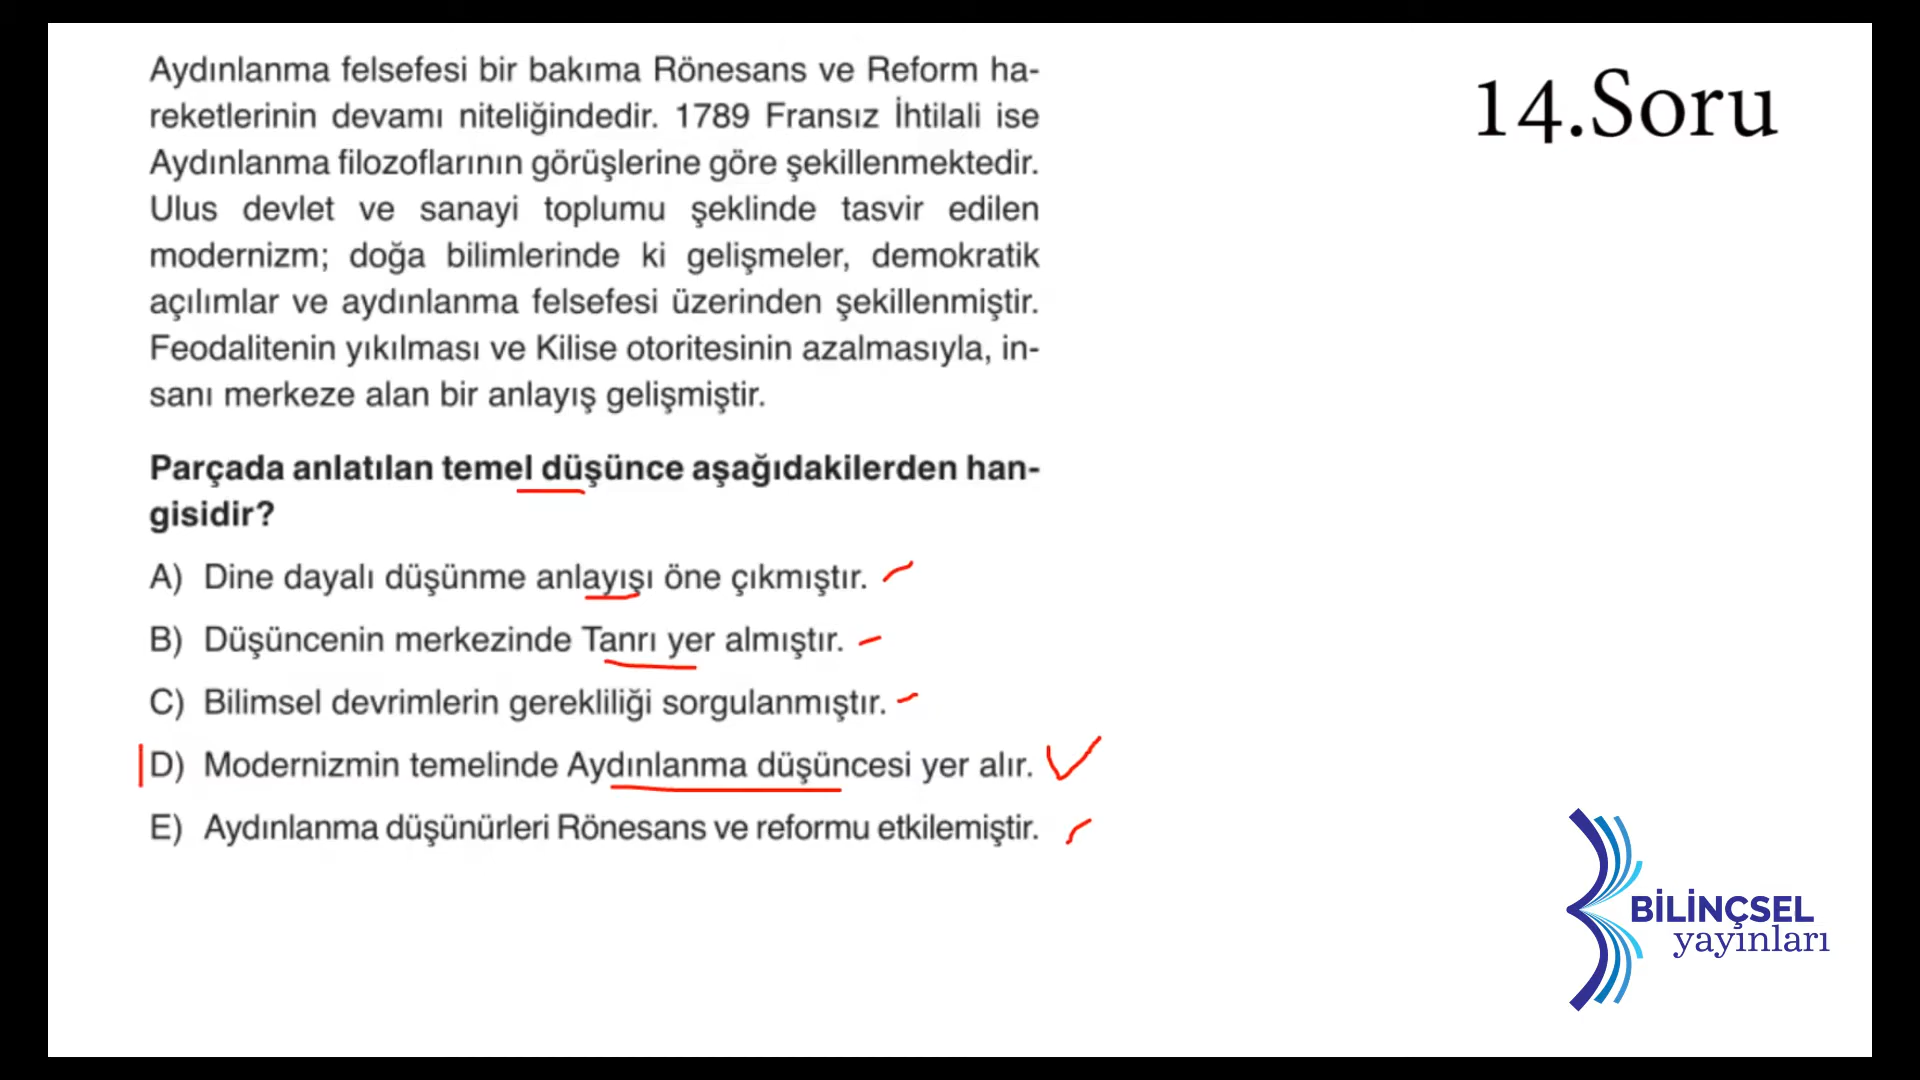 Aydınlanma felsefesi bir bakıma Rönesans ve Reform ha-
reketlerinin devamı niteliğindedir. 1789 Fransız İhtilali ise
Aydınlanma filozoflarının görüşlerine göre şekillenmektedir.
Ulus devlet ve sanayi toplumu şeklinde tasvir edilen
modernizm; doğa bilimlerinde ki gelişmeler, demokratik
açılımlar ve aydınlanma felsefesi üzerinden şekillenmiştir.
Feodalitenin yıkılması ve Kilise otoritesinin azalmasıyla, in-
sanı merkeze alan bir anlayış gelişmiştir.
Parçada anlatılan temel düşünce aşağıdakilerden han-
gisidir?
A) Dine dayalı düşünme anlayışı öne çıkmıştır.
B) Düşüncenin merkezinde Tanrı yer almıştır.
C) Bilimsel devrimlerin gerekliliği sorgulanmıştır.
D) Modernizmin temelinde Aydınlanma düşüncesi yer alır.
E) Aydınlanma düşünürleri Rönesans ve reformu etkilemiştir.
14.Soru
BİLİNÇSEL
yayınları